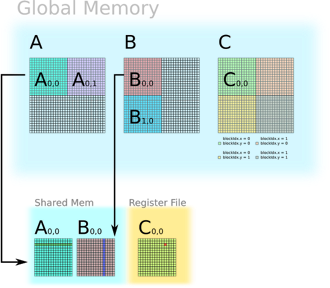 Global Memory
A B C
A0,0 A0,1 B0,0 C0,0
B1,0
blockIdx.x = 0 blockIdx.x = 1
blockIdx.y = 0 blockIdx.y = 0
blockIdx.x = 0 blockIdx.x = 1
blockIdx.y = 1 blockIdx.y = 1
Shared Mem Register File
A0,0 B0,0 C0,0